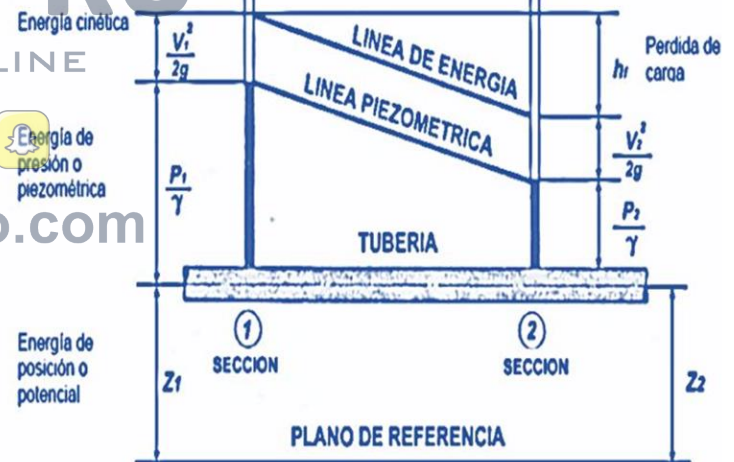 Energía cinética
V₁²
2g
LINE
LINEA DE ENERGIA
hf
Perdida de
carga
LINEA PIEZOMETRICA
Energía de
presión o
piezométrica
P₁
γ
V₂²
2g
o.com
P₂
γ
TUBERIA
1
2
SECCION
SECCION
Energía de
posición o
potencial
Z1
Z2
PLANO DE REFERENCIA